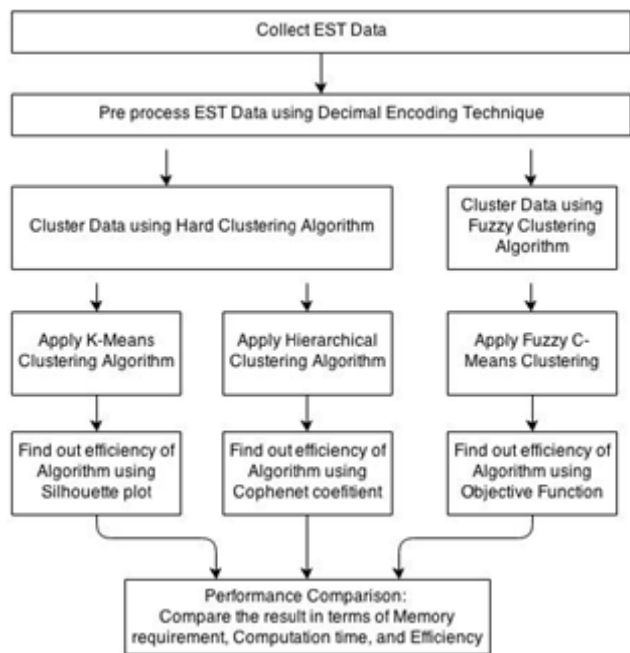 Collect EST Data
Pre process EST Data using Decimal Encoding Technique
Cluster Data using Hard Clustering Algorithm
Cluster Data using
Fuzzy Clustering
Algorithm
Apply K-Means
Clustering Algorithm
Apply Hierarchical
Clustering Algorithm
Apply Fuzzy C-
Means Clustering
Find out efficiency of
Algorithm using
Silhouette plot
Find out efficiency of
Algorithm using
Cophenet coefitient
Find out efficiency of
Algorithm using
Objective Function
Performance Comparison:
Compare the result in terms of Memory
requirement, Computation time, and Efficiency